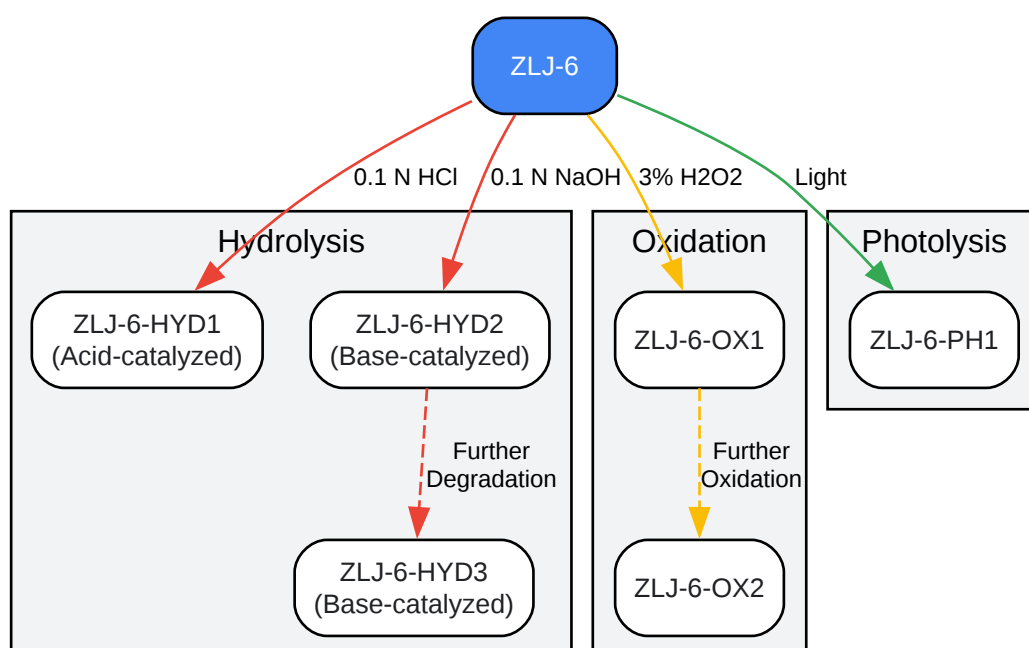 ZLJ-6
0.1 N HCl
0.1 N NaOH
3% H2O2
Light
Hydrolysis
Oxidation
Photolysis
ZLJ-6-HYD1
(Acid-catalyzed)
ZLJ-6-HYD2
(Base-catalyzed)
ZLJ-6-OX1
ZLJ-6-PH1
Further
Degradation
Further
Oxidation
ZLJ-6-HYD3
(Base-catalyzed)
ZLJ-6-OX2